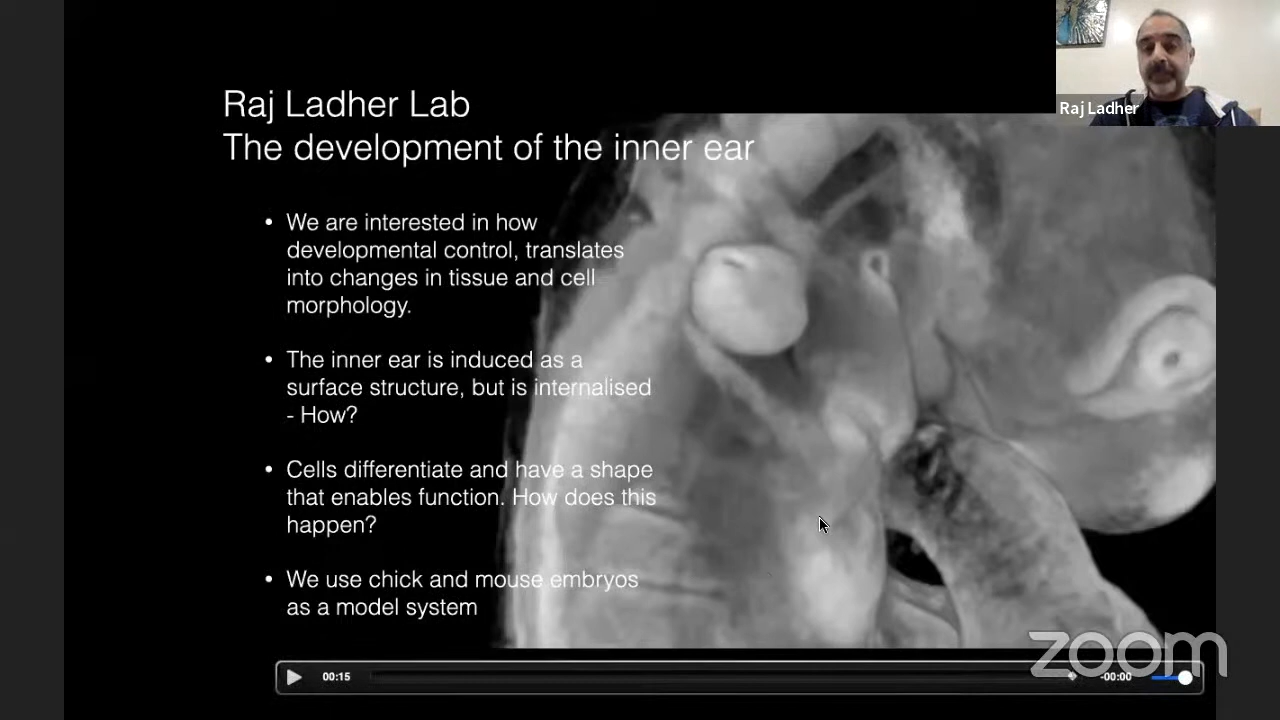 Raj Ladher Lab
The development of the inner ear
Raj Ladher
• We are interested in how
developmental control, translates
into changes in tissue and cell
morphology.
• The inner ear is induced as a
surface structure, but is internalised
- How?
• Cells differentiate and have a shape
that enables function. How does this
happen?
• We use chick and mouse embryos
as a model system
zoom
00:15
-00:00